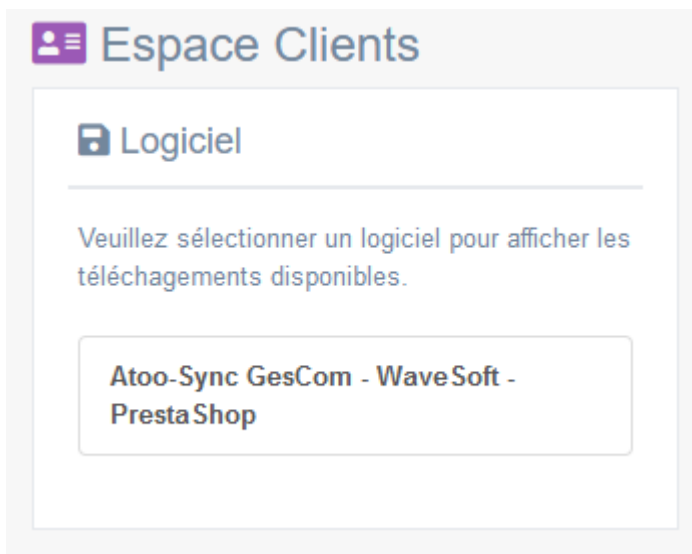 Espace Clients
Logiciel
Veuillez sélectionner un logiciel pour afficher les
téléchagements disponibles.
Atoo-Sync GesCom - WaveSoft -
PrestaShop